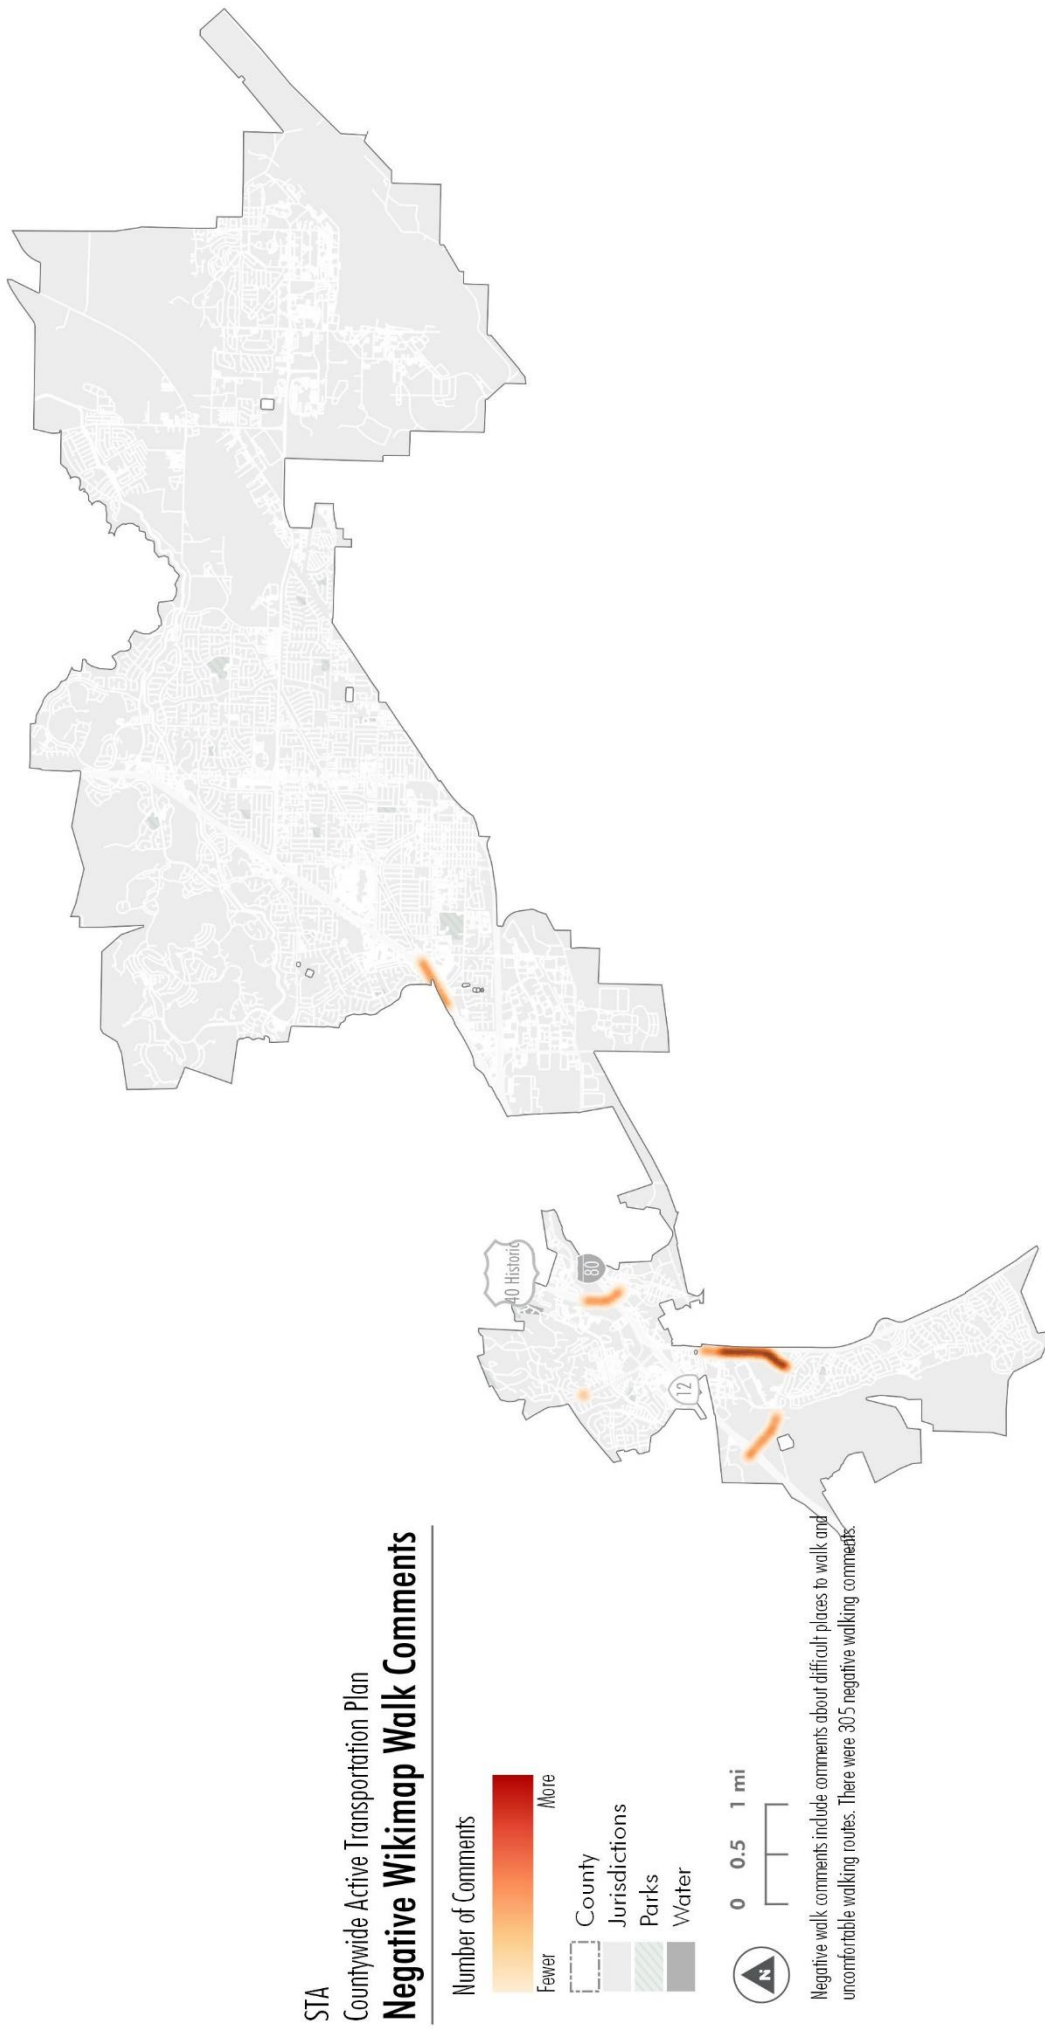 STA
Countywide Active Transportation Plan
Negative Wikimap Walk Comments
Number of Comments
Fewer
More
County
Jurisdictions
Parks
Water
N
0 0.5 1 mi
Negative walk comments include comments about difficult places to walk and
uncomfortable walking routes. There were 305 negative walking comments.
40 Historic
80
12